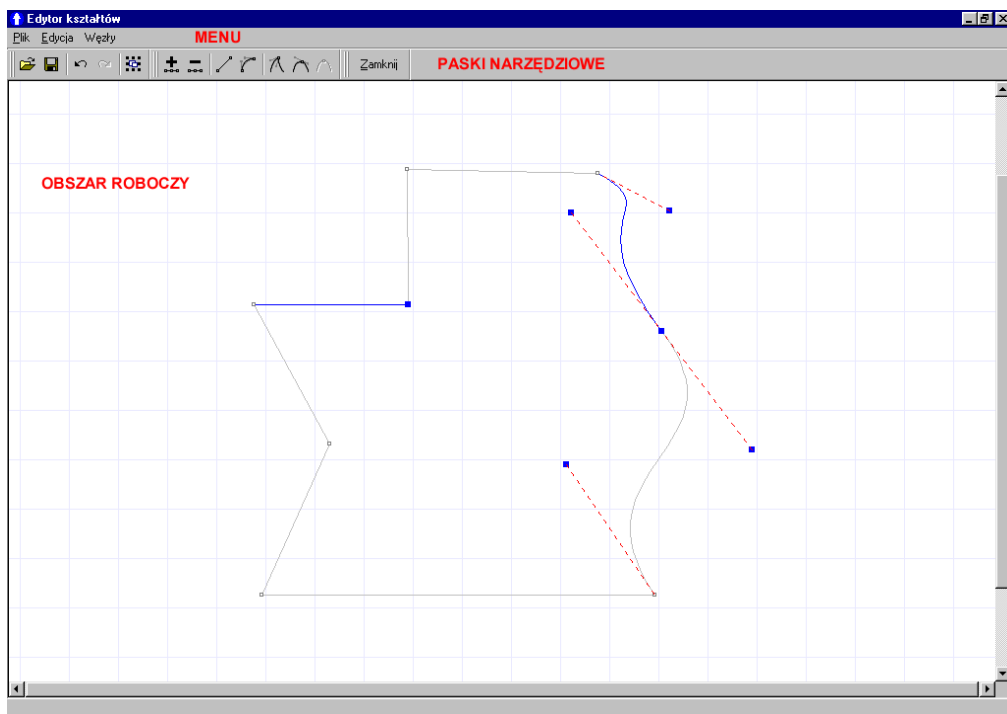 Edytor kształtów
Plik Edycja Węzły MENU
Zamknij PASKI NARZĘDZIOWE
OBSZAR ROBOCZY